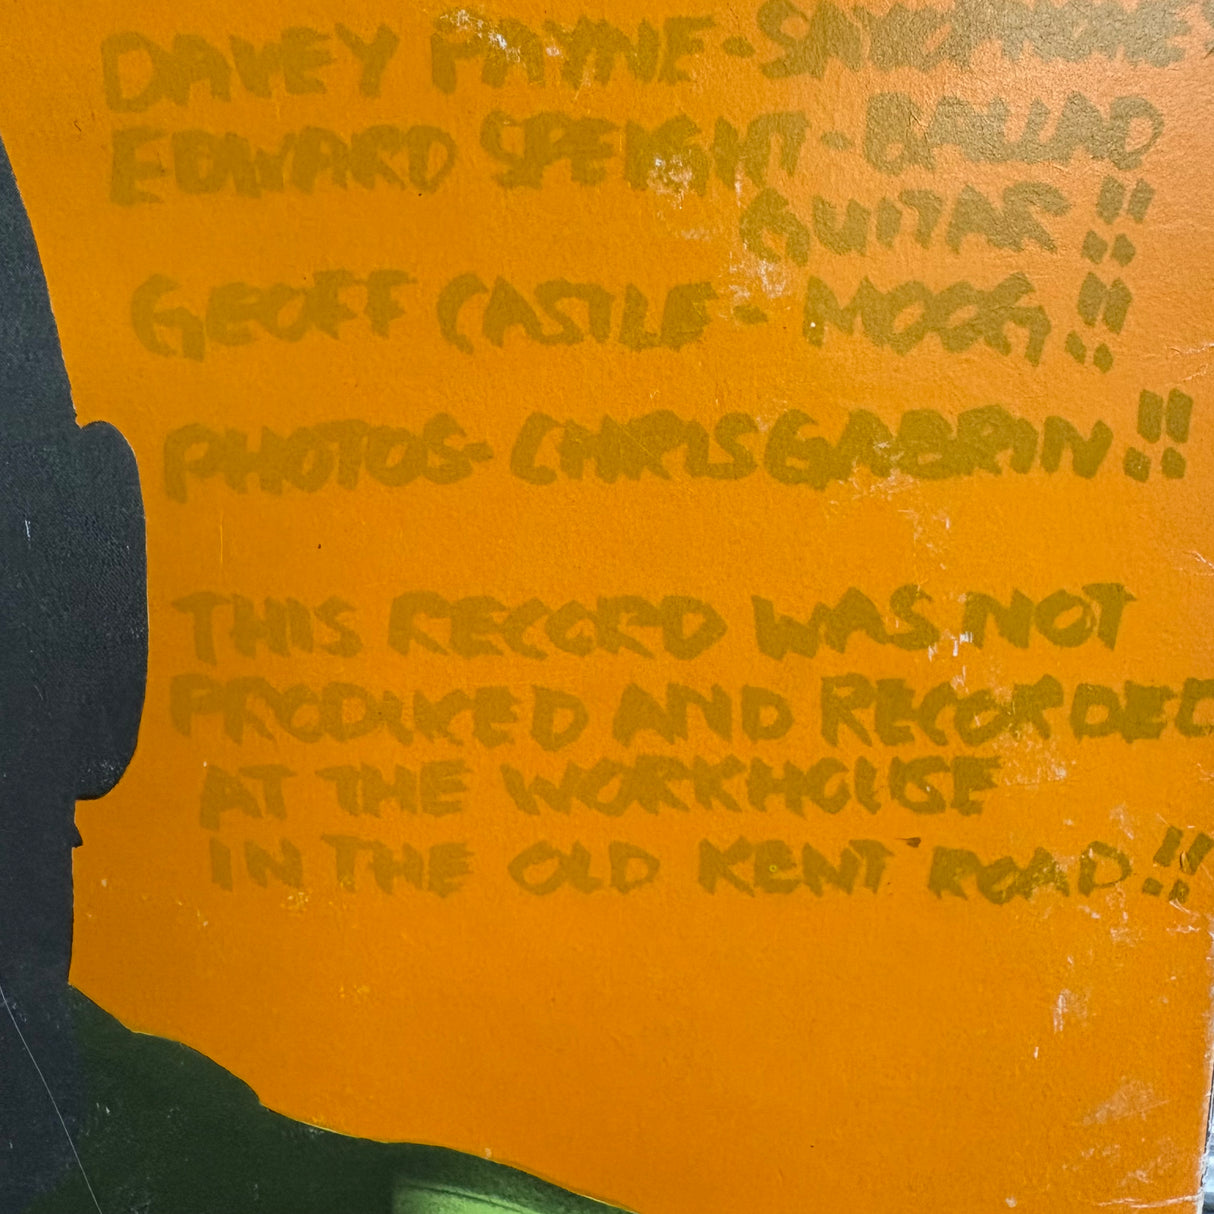 DAVEY PAYNE-SAXOPHONE
EDWARD SPEIGHT-BALLAD
GUITAR!!
GEOFF CASTLE- MOOG!!
PHOTOS-CHRIS GABRIN!!
THIS RECORD WAS NOT
PRODUCED AND RECORDED
AT THE WORKHOUSE
IN THE OLD KENT ROAD!!